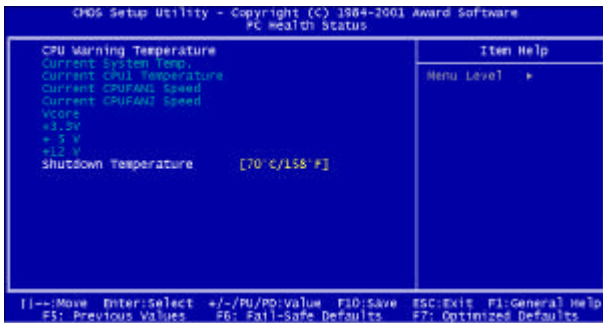 CMOS Setup Utility - Copyright (C) 1984-2001 Award Software
PC Health Status
CPU Warning Temperature
Current System Temp.
Current CPU1 Temperature
Current CPUFAN1 Speed
Current CPUFAN2 Speed
Vcore
+3.3V
+ 5 V
+12 V
Shutdown Temperature [70°C/158°F]
Item Help
Menu Level ▸
:Move Enter:Select +/-/PU/PD:Value F10:Save ESC:Exit F1:General Help
F5: Previous Values F6: Fail-Safe Defaults F7: Optimized Defaults